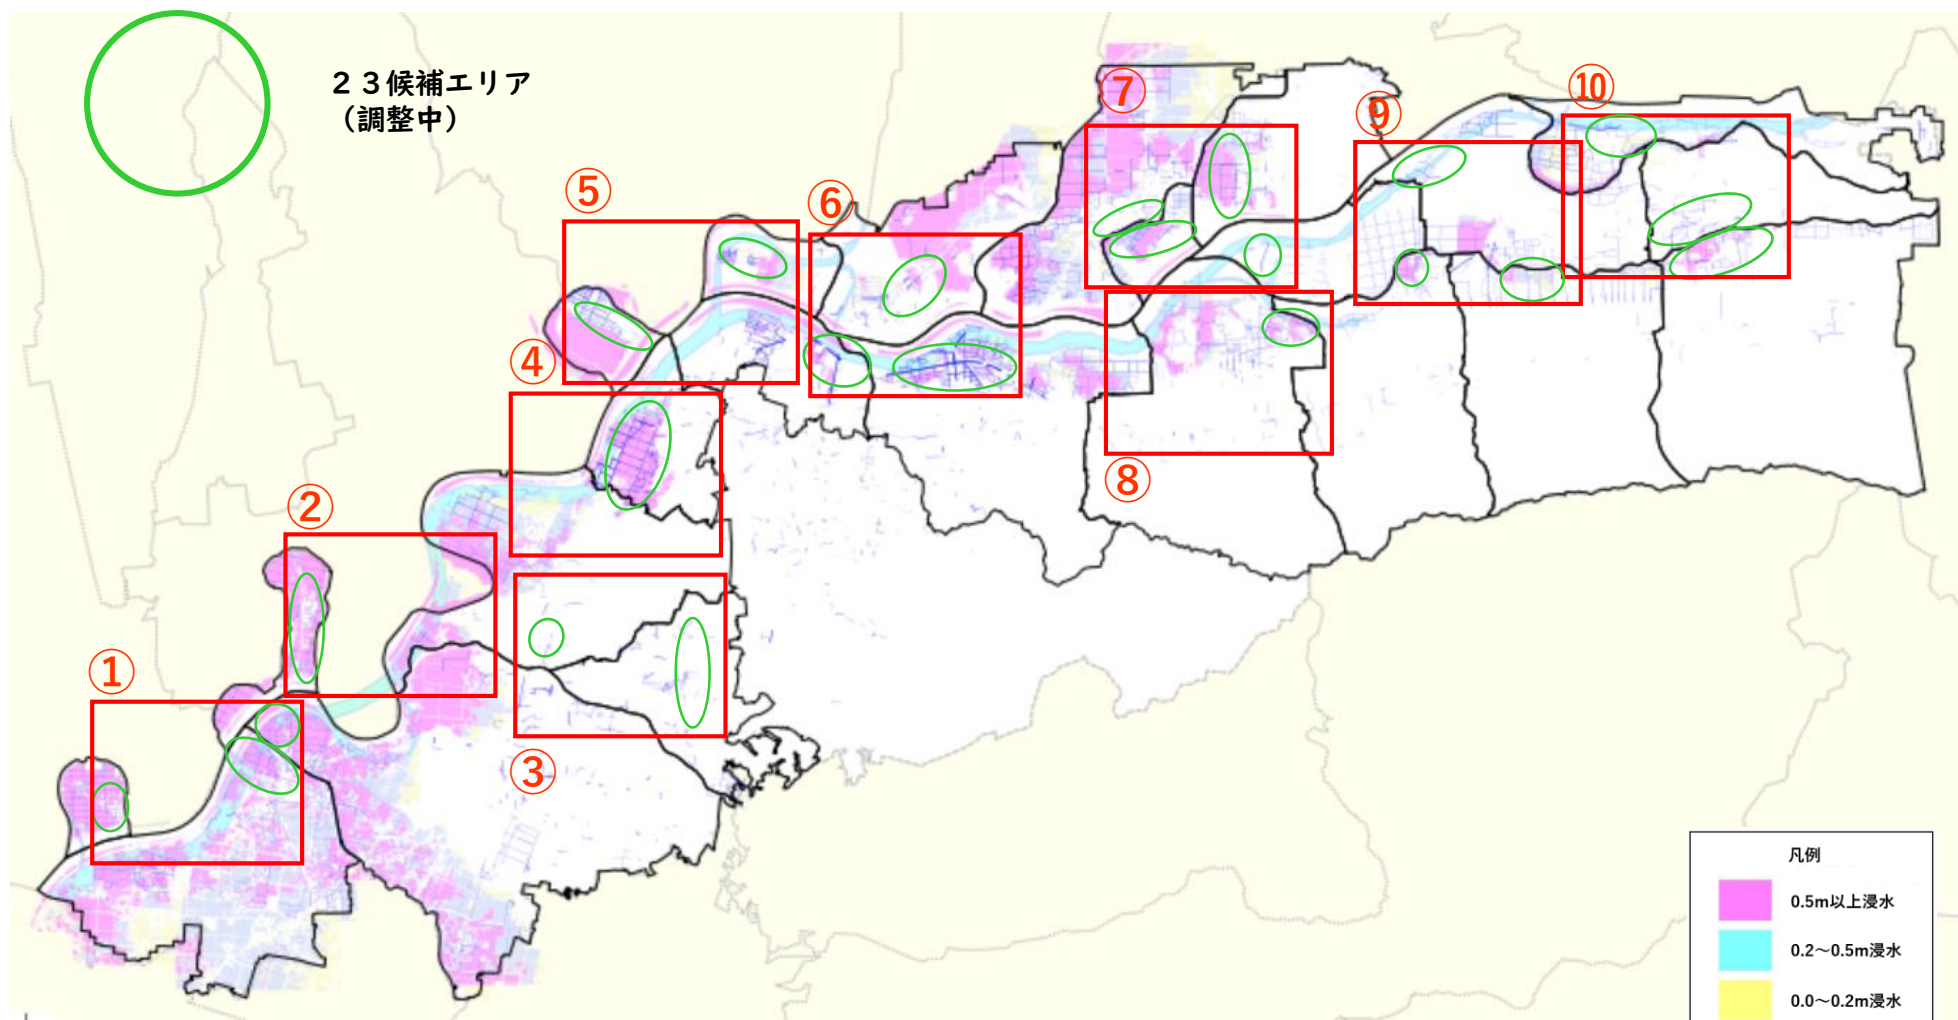 23候補エリア
（調整中）
⑦
⑩
⑨
⑤
⑥
④
⑧
②
①
③
凡例
0.5m以上浸水
0.2～0.5m浸水
0.0～0.2m浸水